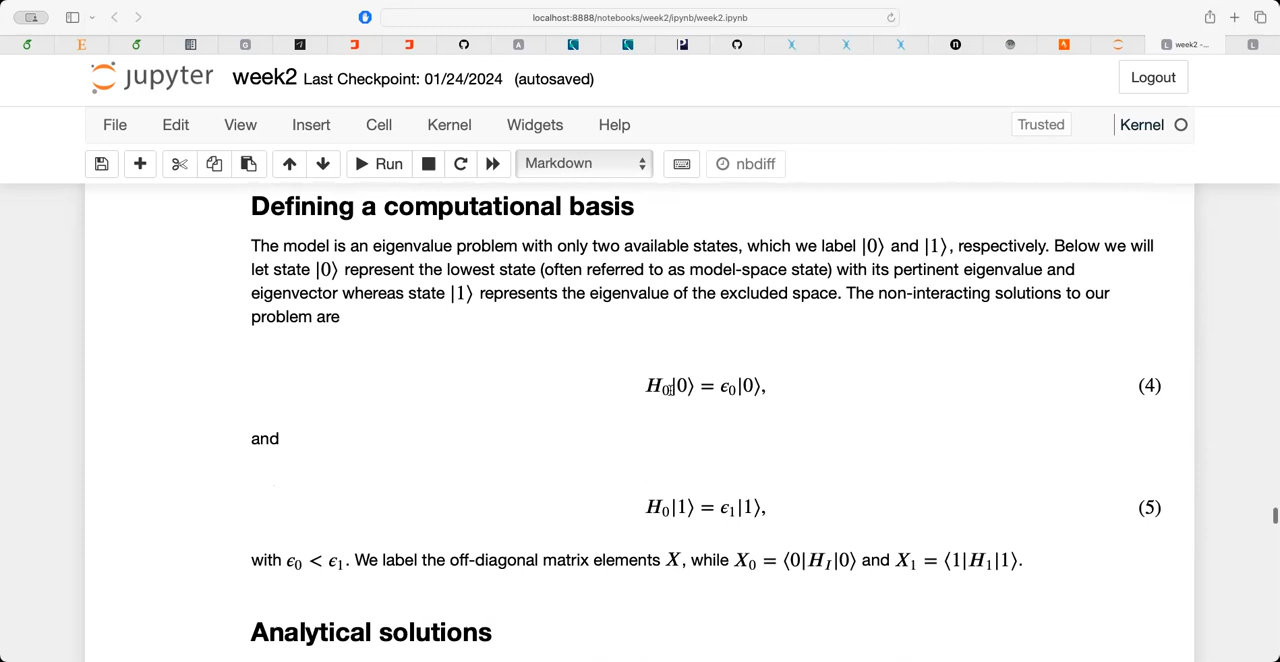 localhost:8888/notebooks/week2/ipynb/week2.ipynb
week2 -...
jupyter week2 Last Checkpoint: 01/24/2024 (autosaved)
Logout
File Edit View Insert Cell Kernel Widgets Help
Trusted Kernel
Run Markdown nbdiff
Defining a computational basis
The model is an eigenvalue problem with only two available states, which we label |0⟩ and |1⟩, respectively. Below we will
let state |0⟩ represent the lowest state (often referred to as model-space state) with its pertinent eigenvalue and
eigenvector whereas state |1⟩ represents the eigenvalue of the excluded space. The non-interacting solutions to our
problem are
H₀|0⟩ = ϵ₀|0⟩, (4)
and
H₀|1⟩ = ϵ₁|1⟩, (5)
with ϵ₀ < ϵ₁. We label the off-diagonal matrix elements X, while X₀ = ⟨0|H_I|0⟩ and X₁ = ⟨1|H₁|1⟩.
Analytical solutions